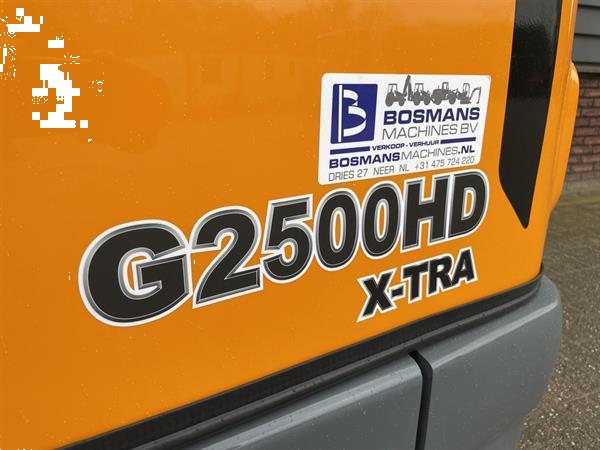 B
BOSMANS
MACHINES BV
VERKOOP - VERHUUR
BOSMANSMACHINES.NL
DRIES 27 NEER NL +31 475 724 220
G2500HD
X-TRA